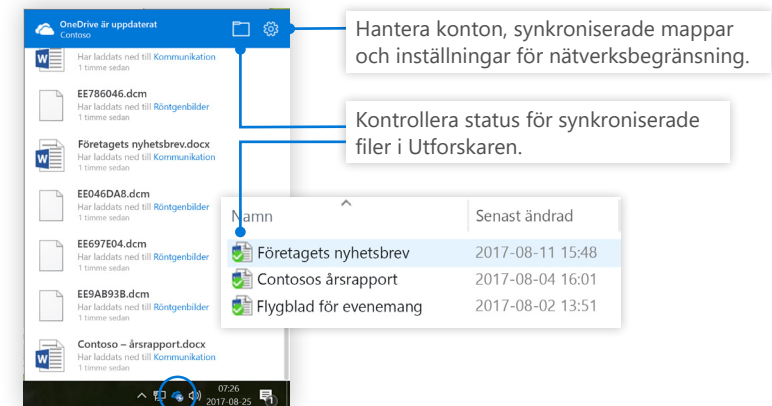 OneDrive är uppdaterat
Contoso
Har laddats ned till Kommunikation
1 timme sedan
EE786046.dcm
Har laddats ned till Röntgenbilder
1 timme sedan
Företagets nyhetsbrev.docx
Har laddats ned till Kommunikation
1 timme sedan
EE046DA8.dcm
Har laddats ned till Röntgenbilder
1 timme sedan
EE697E04.dcm
Har laddats ned till Röntgenbilder
1 timme sedan
EE9AB93B.dcm
Har laddats ned till Röntgenbilder
1 timme sedan
Contoso – årsrapport.docx
Har laddats ned till Kommunikation
1 timme sedan
07:26
2017-08-25
1
Hantera konton, synkroniserade mappar
och inställningar för nätverksbegränsning.
Kontrollera status för synkroniserade
filer i Utforskaren.
Namn Senast ändrad
Företagets nyhetsbrev 2017-08-11 15:48
Contosos årsrapport 2017-08-04 16:01
Flygblad för evenemang 2017-08-02 13:51